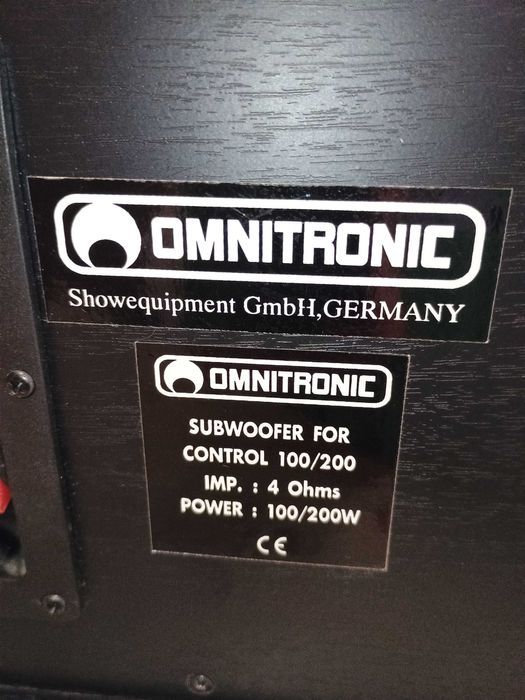 OMNITRONIC
Showequipment GmbH,GERMANY
OMNITRONIC
SUBWOOFER FOR
CONTROL 100/200
IMP. : 4 Ohms
POWER : 100/200W
CE